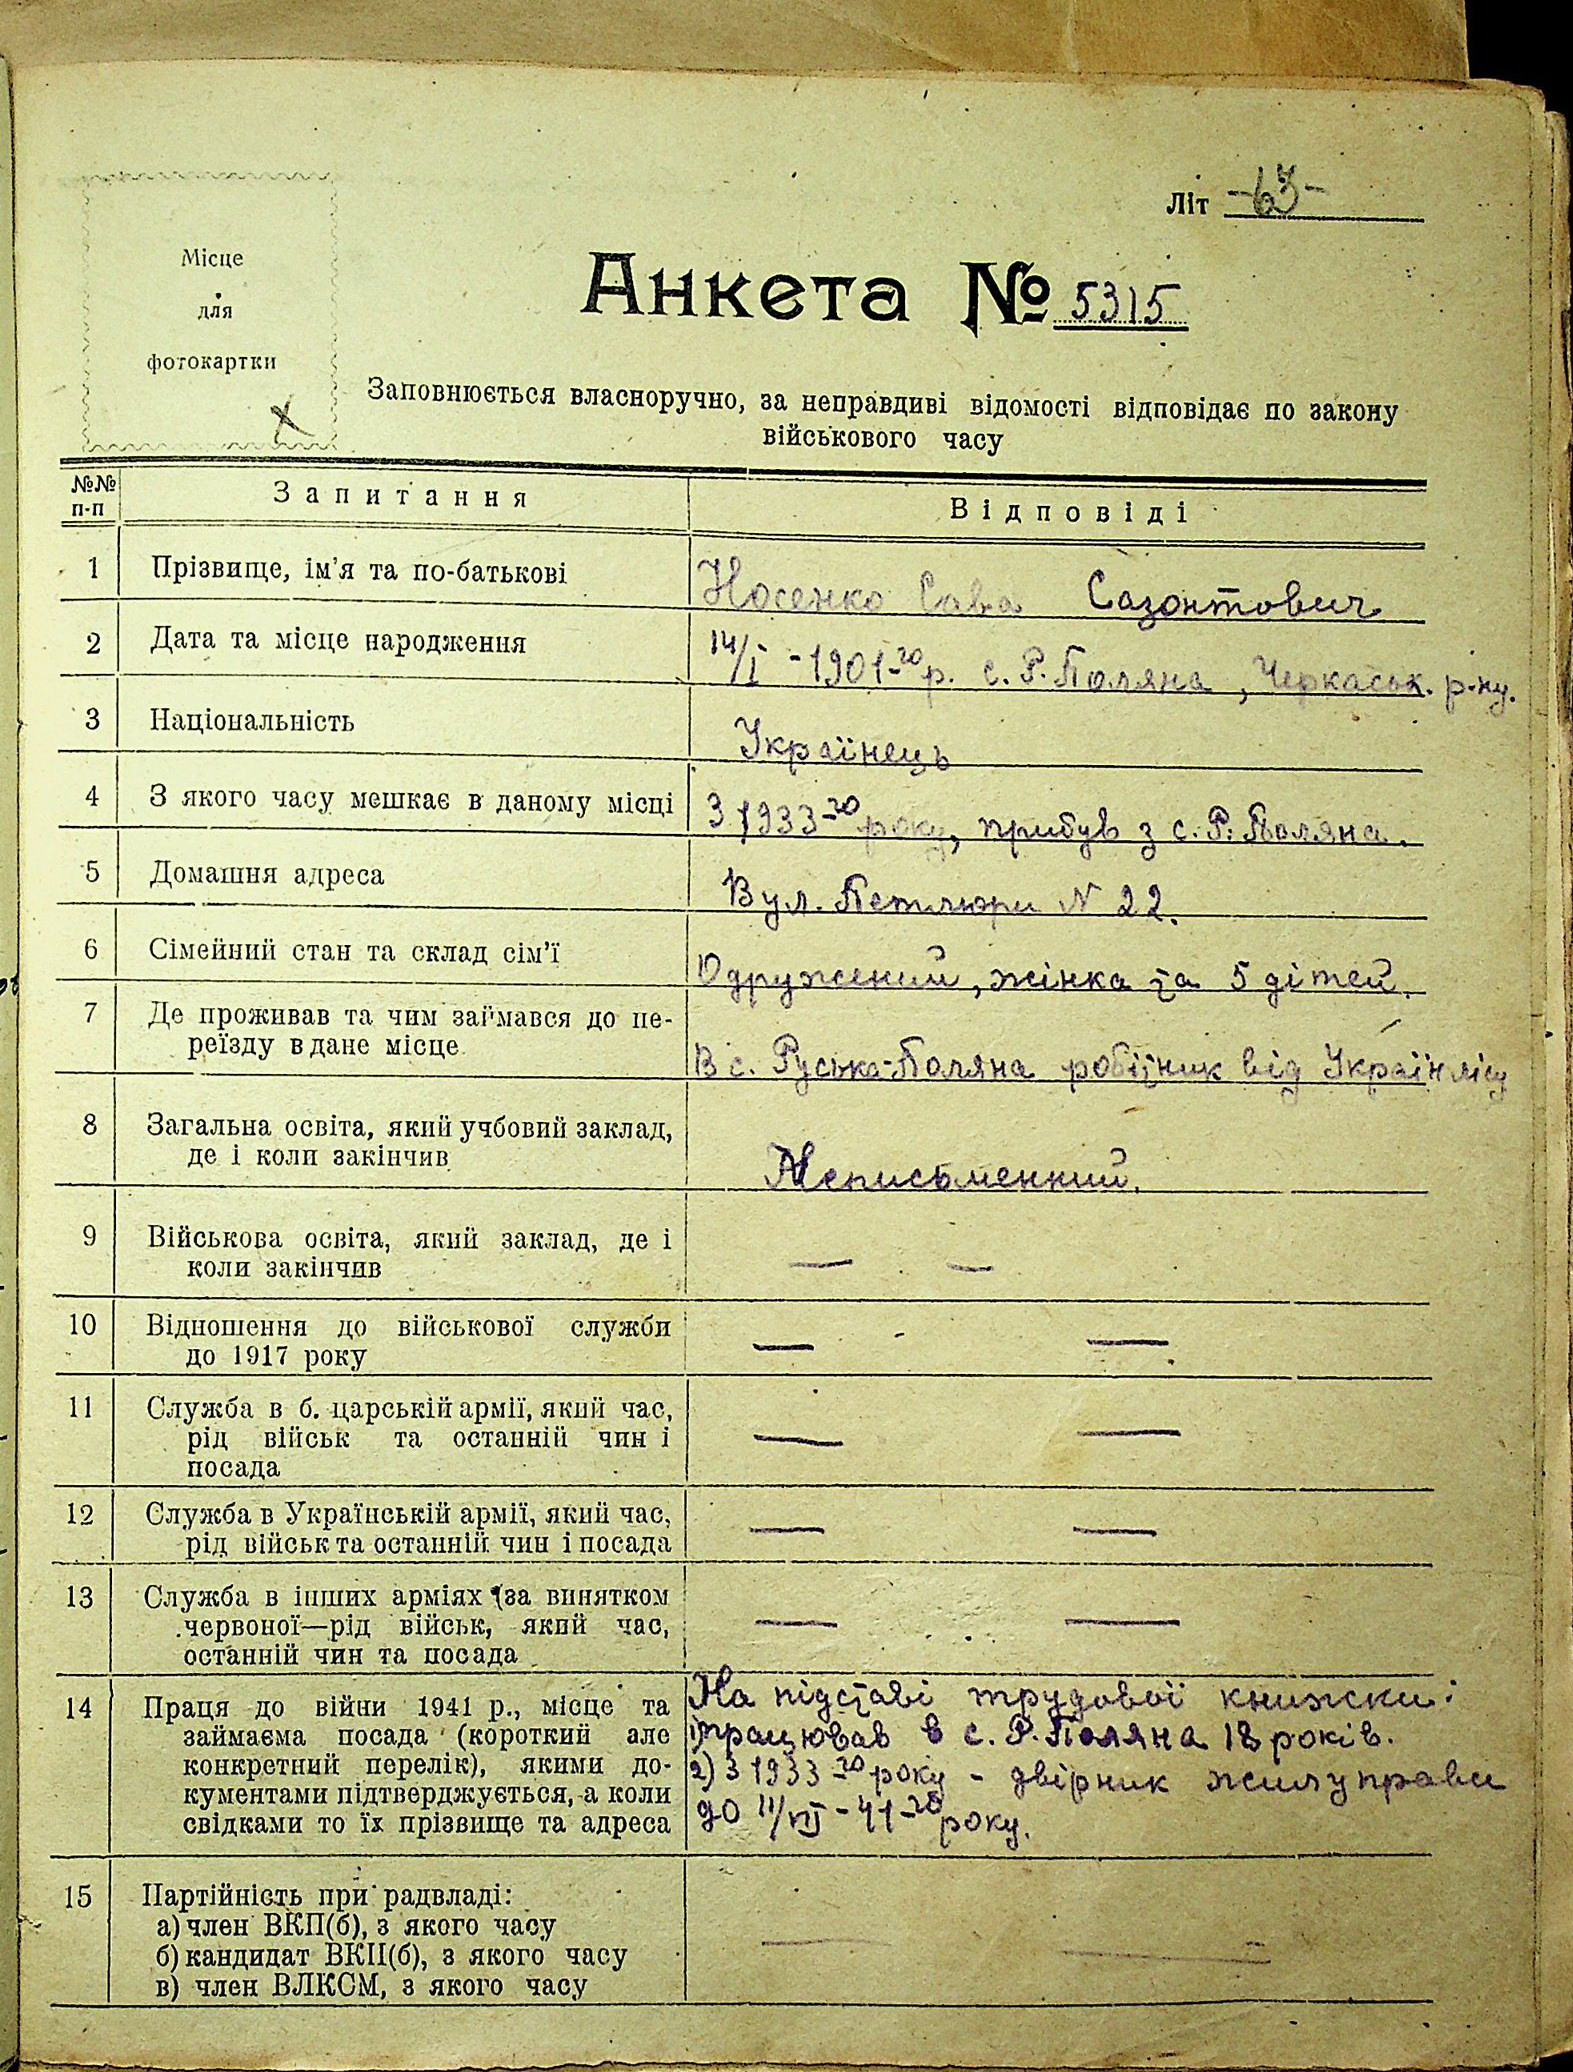 Літ -63-
Місце
для
фотокартки
Анкета № 5315
Заповнюється власноручно, за неправдиві відомості відповідає по закону
військового часу
№№ п-п Запитання Відповіді
1 Прізвище, ім'я та по-батькові Носенко Сава Сазонтович
2 Дата та місце народження 14/I - 1901-го р. с. Р. Поляна, Черкаськ. р-ну.
3 Національність Українець
4 З якого часу мешкає в даному місці З 1933-го року, прибув з с. Р. Поляна.
5 Домашня адреса Вул. Петлюри N 22.
6 Сімейний стан та склад сім'ї Одружений, жінка та 5 дітей.
7 Де проживав та чим займався до пе-
реїзду в дане місце В с. Руська-Поляна робітник від Українлісу
8 Загальна освіта, який учбовий заклад,
де і коли закінчив Неписьменний.
9 Військова освіта, який заклад, де і
коли закінчив — —
10 Відношення до військової служби
до 1917 року — —
11 Служба в б. царській армії, який час,
рід військ та останній чин і
посада — —
12 Служба в Українській армії, який час,
рід військ та останній чин і посада — —
13 Служба в інших арміях (за винятком
червоної—рід військ, який час,
останній чин та посада — —
14 Праця до війни 1941 р., місце та На підставі трудової книжки:
займаєма посада (короткий але 1) працював в с. Р. Поляна 18 років.
конкретний перелік), якими до- 2) З 1933-го року - двірник жилуправи
кументами підтверджується, а коли до 11/VII - 41-го року.
свідками то їх прізвище та адреса
15 Партійність при радвладі:
а) член ВКП(б), з якого часу — —
б) кандидат ВКП(б), з якого часу
в) член ВЛКСМ, з якого часу